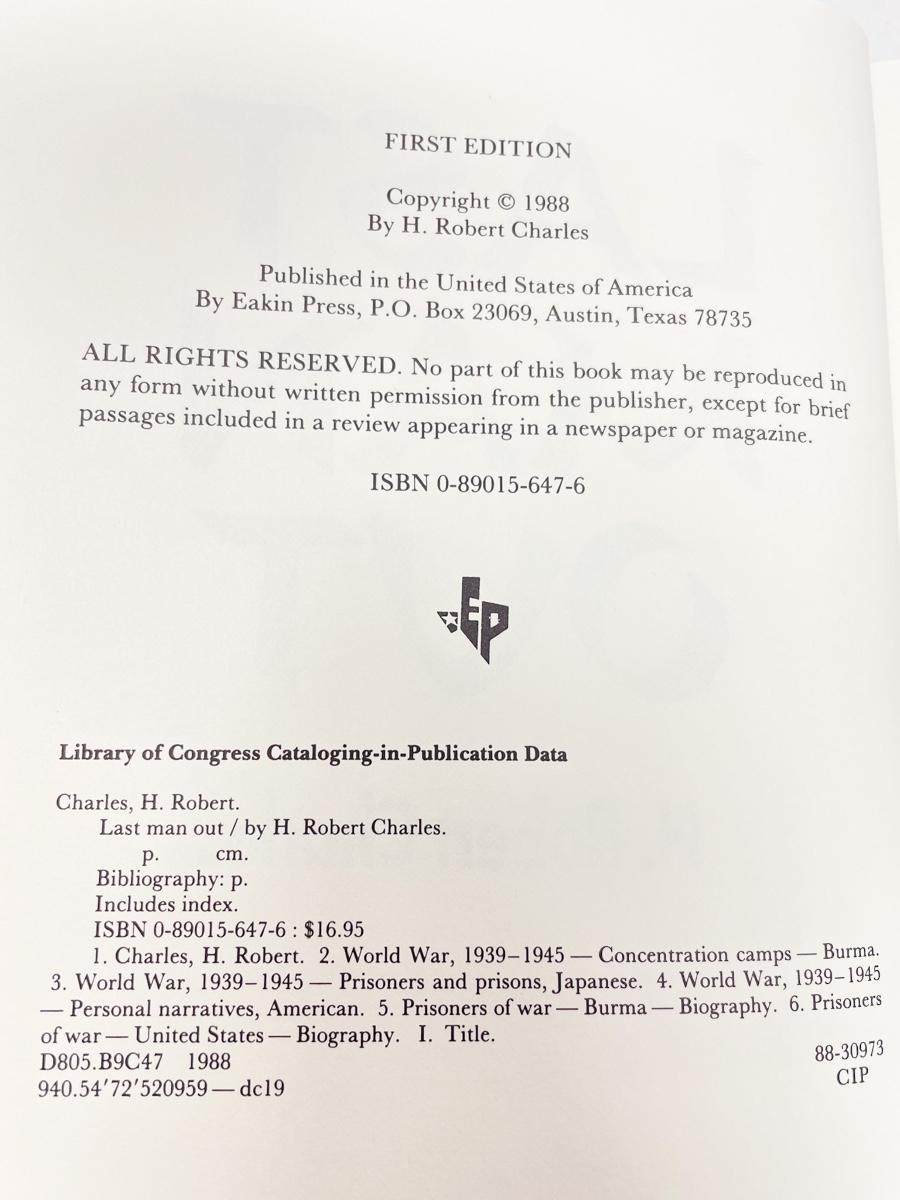 FIRST EDITION
Copyright © 1988
By H. Robert Charles
Published in the United States of America
By Eakin Press, P.O. Box 23069, Austin, Texas 78735
ALL RIGHTS RESERVED. No part of this book may be reproduced in
any form without written permission from the publisher, except for brief
passages included in a review appearing in a newspaper or magazine.
ISBN 0-89015-647-6
EP
Library of Congress Cataloging-in-Publication Data
Charles, H. Robert.
Last man out / by H. Robert Charles.
p. cm.
Bibliography: p.
Includes index.
ISBN 0-89015-647-6 : $16.95
1. Charles, H. Robert. 2. World War, 1939–1945 — Concentration camps — Burma.
3. World War, 1939–1945 — Prisoners and prisons, Japanese. 4. World War, 1939–1945
— Personal narratives, American. 5. Prisoners of war — Burma — Biography. 6. Prisoners
of war — United States — Biography. I. Title.
D805.B9C47 1988
88-30973
940.54′72′520959 — dc19
CIP